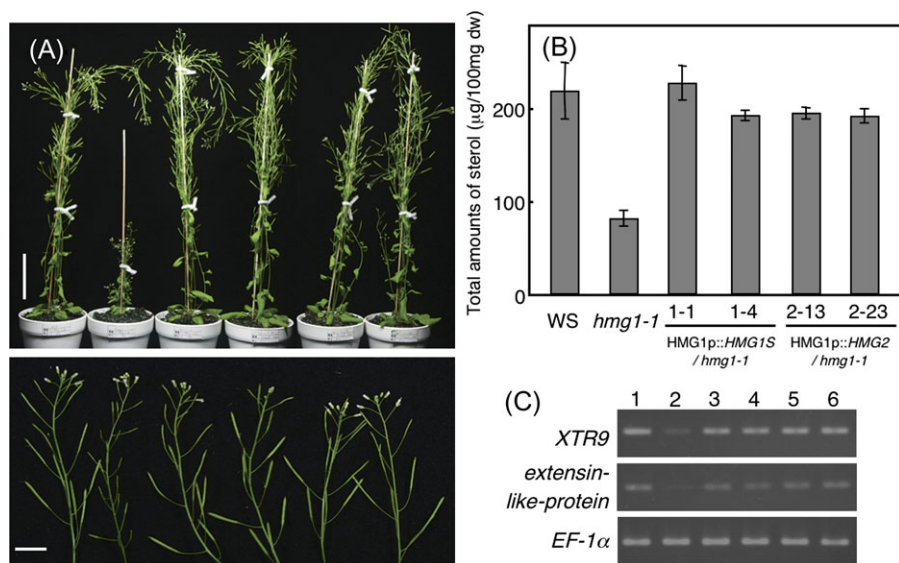 (A)
(B)
Total amounts of sterol (μg/100mg dw)
200
100
0
WS
hmg1-1
1-1
1-4
2-13
2-23
HMG1p::HMG1S
/ hmg1-1
HMG1p::HMG2
/ hmg1-1
(C)
1 2 3 4 5 6
XTR9
extensin-
like-protein
EF-1α